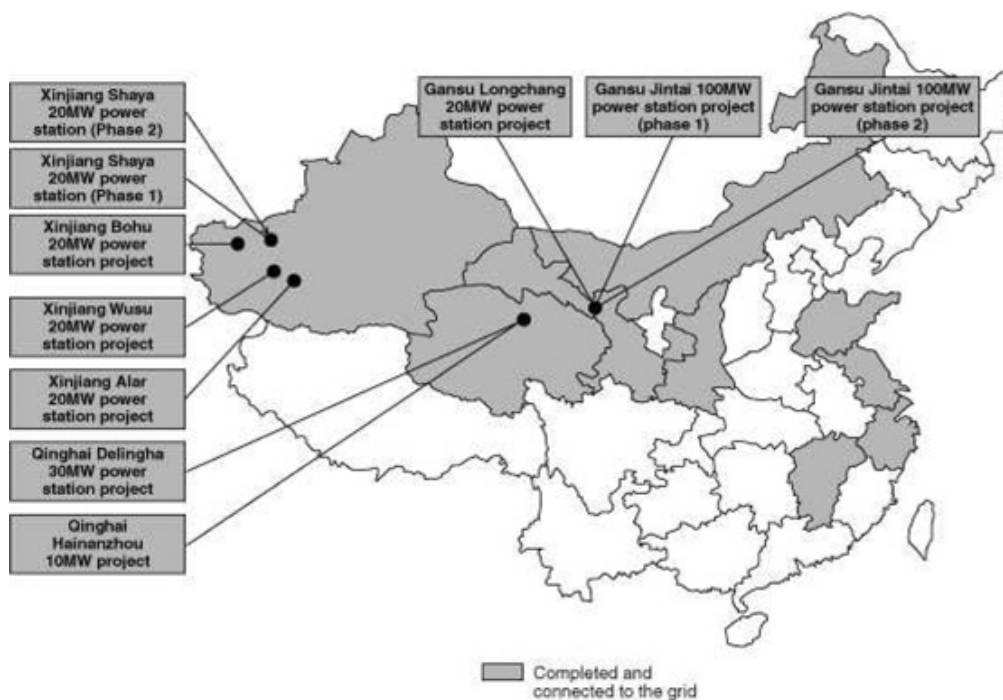 Xinjiang Shaya
20MW power
station (Phase 2)
Xinjiang Shaya
20MW power
station (Phase 1)
Xinjiang Bohu
20MW power
station project
Xinjiang Wusu
20MW power
station project
Xinjiang Alar
20MW power
station project
Qinghai Delingha
30MW power
station project
Qinghai
Hainanzhou
10MW project
Gansu Longchang
20MW power
station project
Gansu Jintai 100MW
power station project
(phase 1)
Gansu Jintai 100MW
power station project
(phase 2)
Completed and
connected to the grid